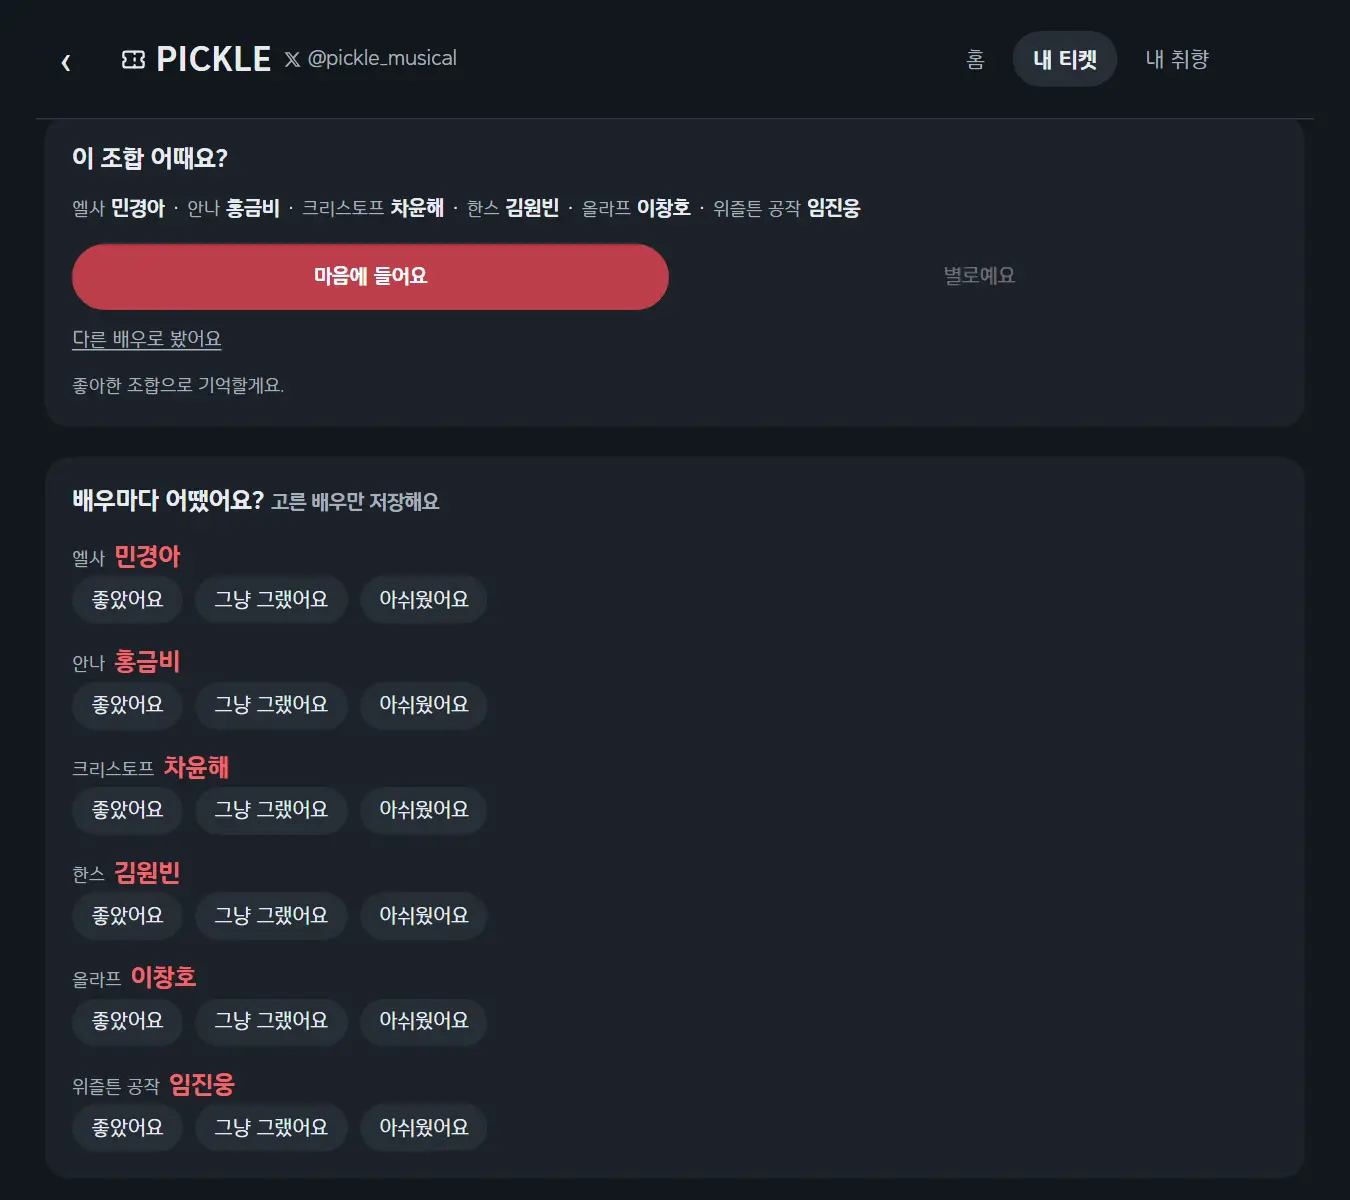 ‹ PICKLE 𝕏 @pickle_musical 홈 내 티켓 내 취향
이 조합 어때요?
엘사 민경아 · 안나 홍금비 · 크리스토프 차윤해 · 한스 김원빈 · 올라프 이창호 · 위즐튼 공작 임진웅
마음에 들어요 별로예요
다른 배우로 봤어요
좋아한 조합으로 기억할게요.
배우마다 어땠어요? 고른 배우만 저장해요
엘사 민경아
좋았어요 그냥 그랬어요 아쉬웠어요
안나 홍금비
좋았어요 그냥 그랬어요 아쉬웠어요
크리스토프 차윤해
좋았어요 그냥 그랬어요 아쉬웠어요
한스 김원빈
좋았어요 그냥 그랬어요 아쉬웠어요
올라프 이창호
좋았어요 그냥 그랬어요 아쉬웠어요
위즐튼 공작 임진웅
좋았어요 그냥 그랬어요 아쉬웠어요